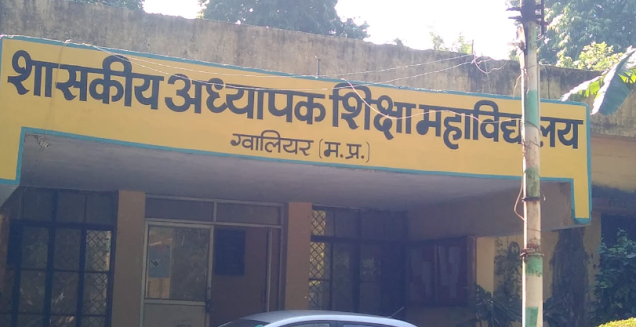 शासकीय अध्यापक शिक्षा महाविद्यालय
ग्वालियर (म.प्र.)